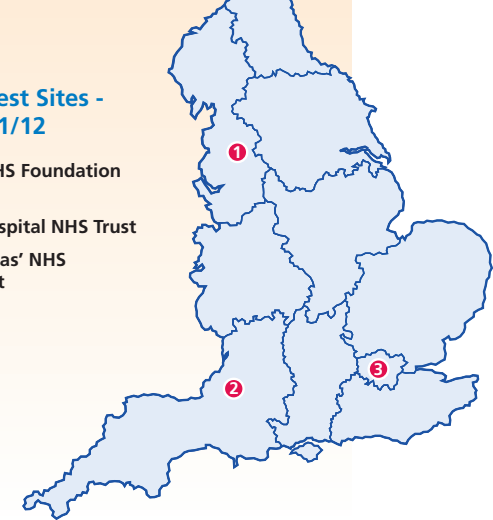 est Sites -
1/12
HS Foundation
spital NHS Trust
as’ NHS
t
1
2
3